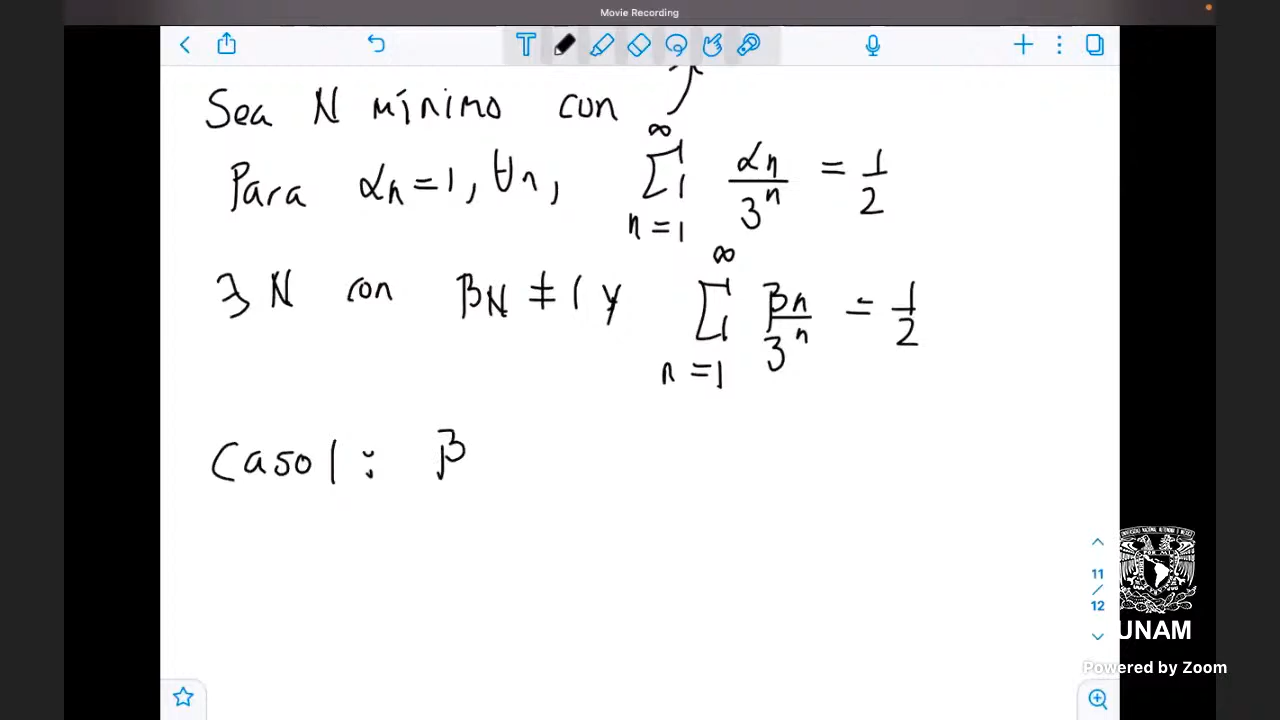 Movie Recording
Sea N mínimo con
Para αn = 1, ∀n, ∞ Σ n = 1 αn / 3^n = 1/2
∃ N con βN ≠ 1 y ∞ Σ n = 1 βn / 3^n = 1/2
Caso 1 : β
11
/
12
UNAM
Powered by Zoom